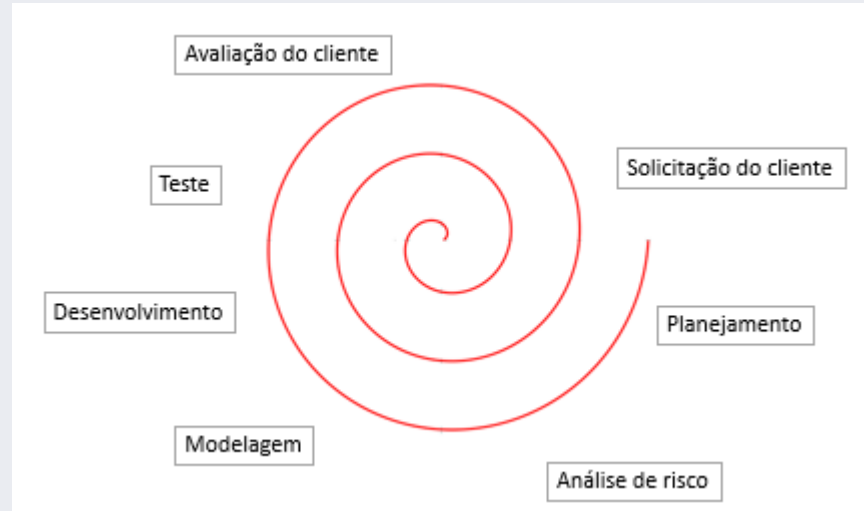 Avaliação do cliente
Solicitação do cliente
Teste
Desenvolvimento
Planejamento
Modelagem
Análise de risco